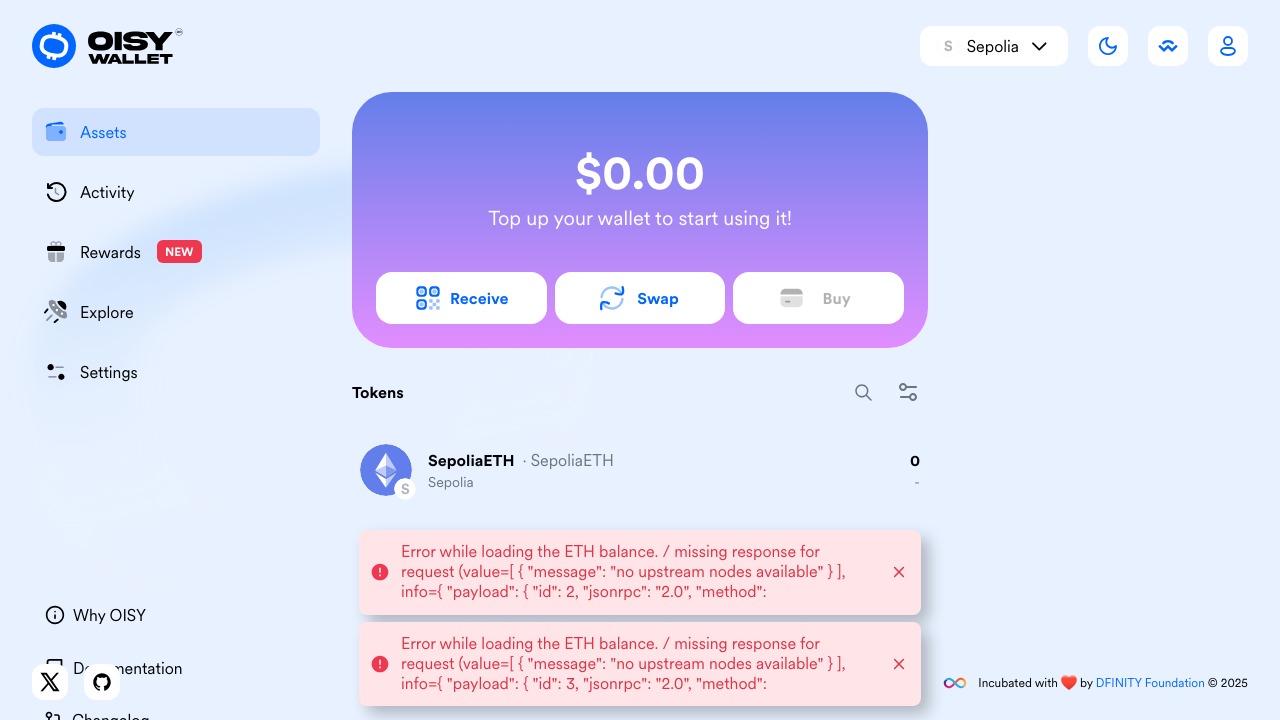 OISY
WALLET
S Sepolia
Assets
Activity
Rewards NEW
Explore
Settings
$0.00
Top up your wallet to start using it!
Receive
Swap
Buy
Tokens
SepoliaETH · SepoliaETH 0
Sepolia -
S
Error while loading the ETH balance. / missing response for
request (value=[ { "message": "no upstream nodes available" } ],
info={ "payload": { "id": 2, "jsonrpc": "2.0", "method":
Error while loading the ETH balance. / missing response for
request (value=[ { "message": "no upstream nodes available" } ],
info={ "payload": { "id": 3, "jsonrpc": "2.0", "method":
Why OISY
Changelog
Incubated with ❤️ by DFINITY Foundation © 2025